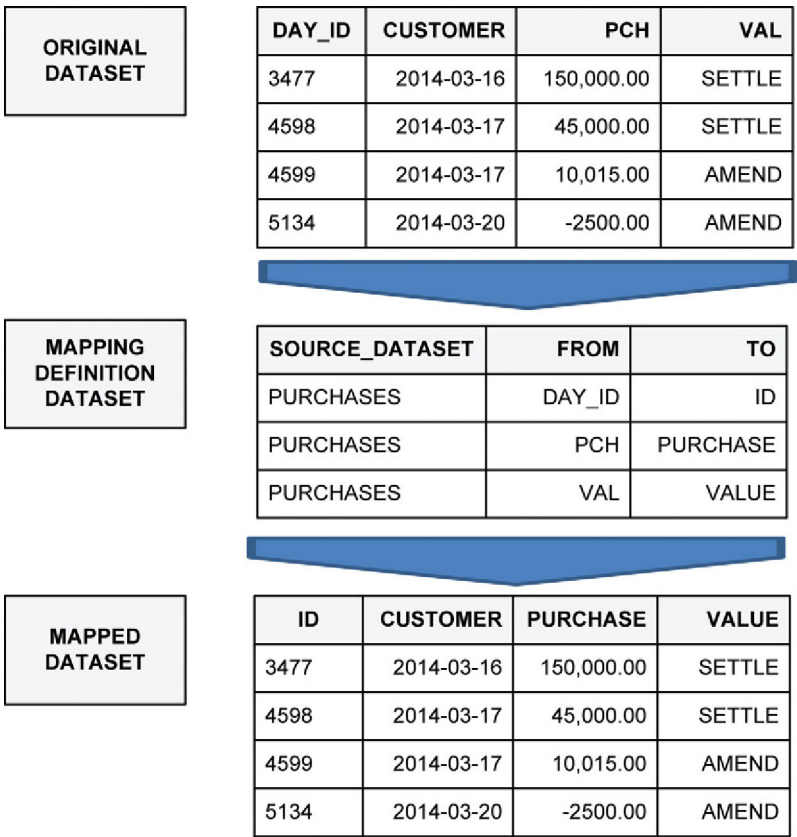 ORIGINAL
DATASET
DAY_ID CUSTOMER PCH VAL
3477 2014-03-16 150,000.00 SETTLE
4598 2014-03-17 45,000.00 SETTLE
4599 2014-03-17 10,015.00 AMEND
5134 2014-03-20 -2500.00 AMEND
MAPPING
DEFINITION
DATASET
SOURCE_DATASET FROM TO
PURCHASES DAY_ID ID
PURCHASES PCH PURCHASE
PURCHASES VAL VALUE
MAPPED
DATASET
ID CUSTOMER PURCHASE VALUE
3477 2014-03-16 150,000.00 SETTLE
4598 2014-03-17 45,000.00 SETTLE
4599 2014-03-17 10,015.00 AMEND
5134 2014-03-20 -2500.00 AMEND